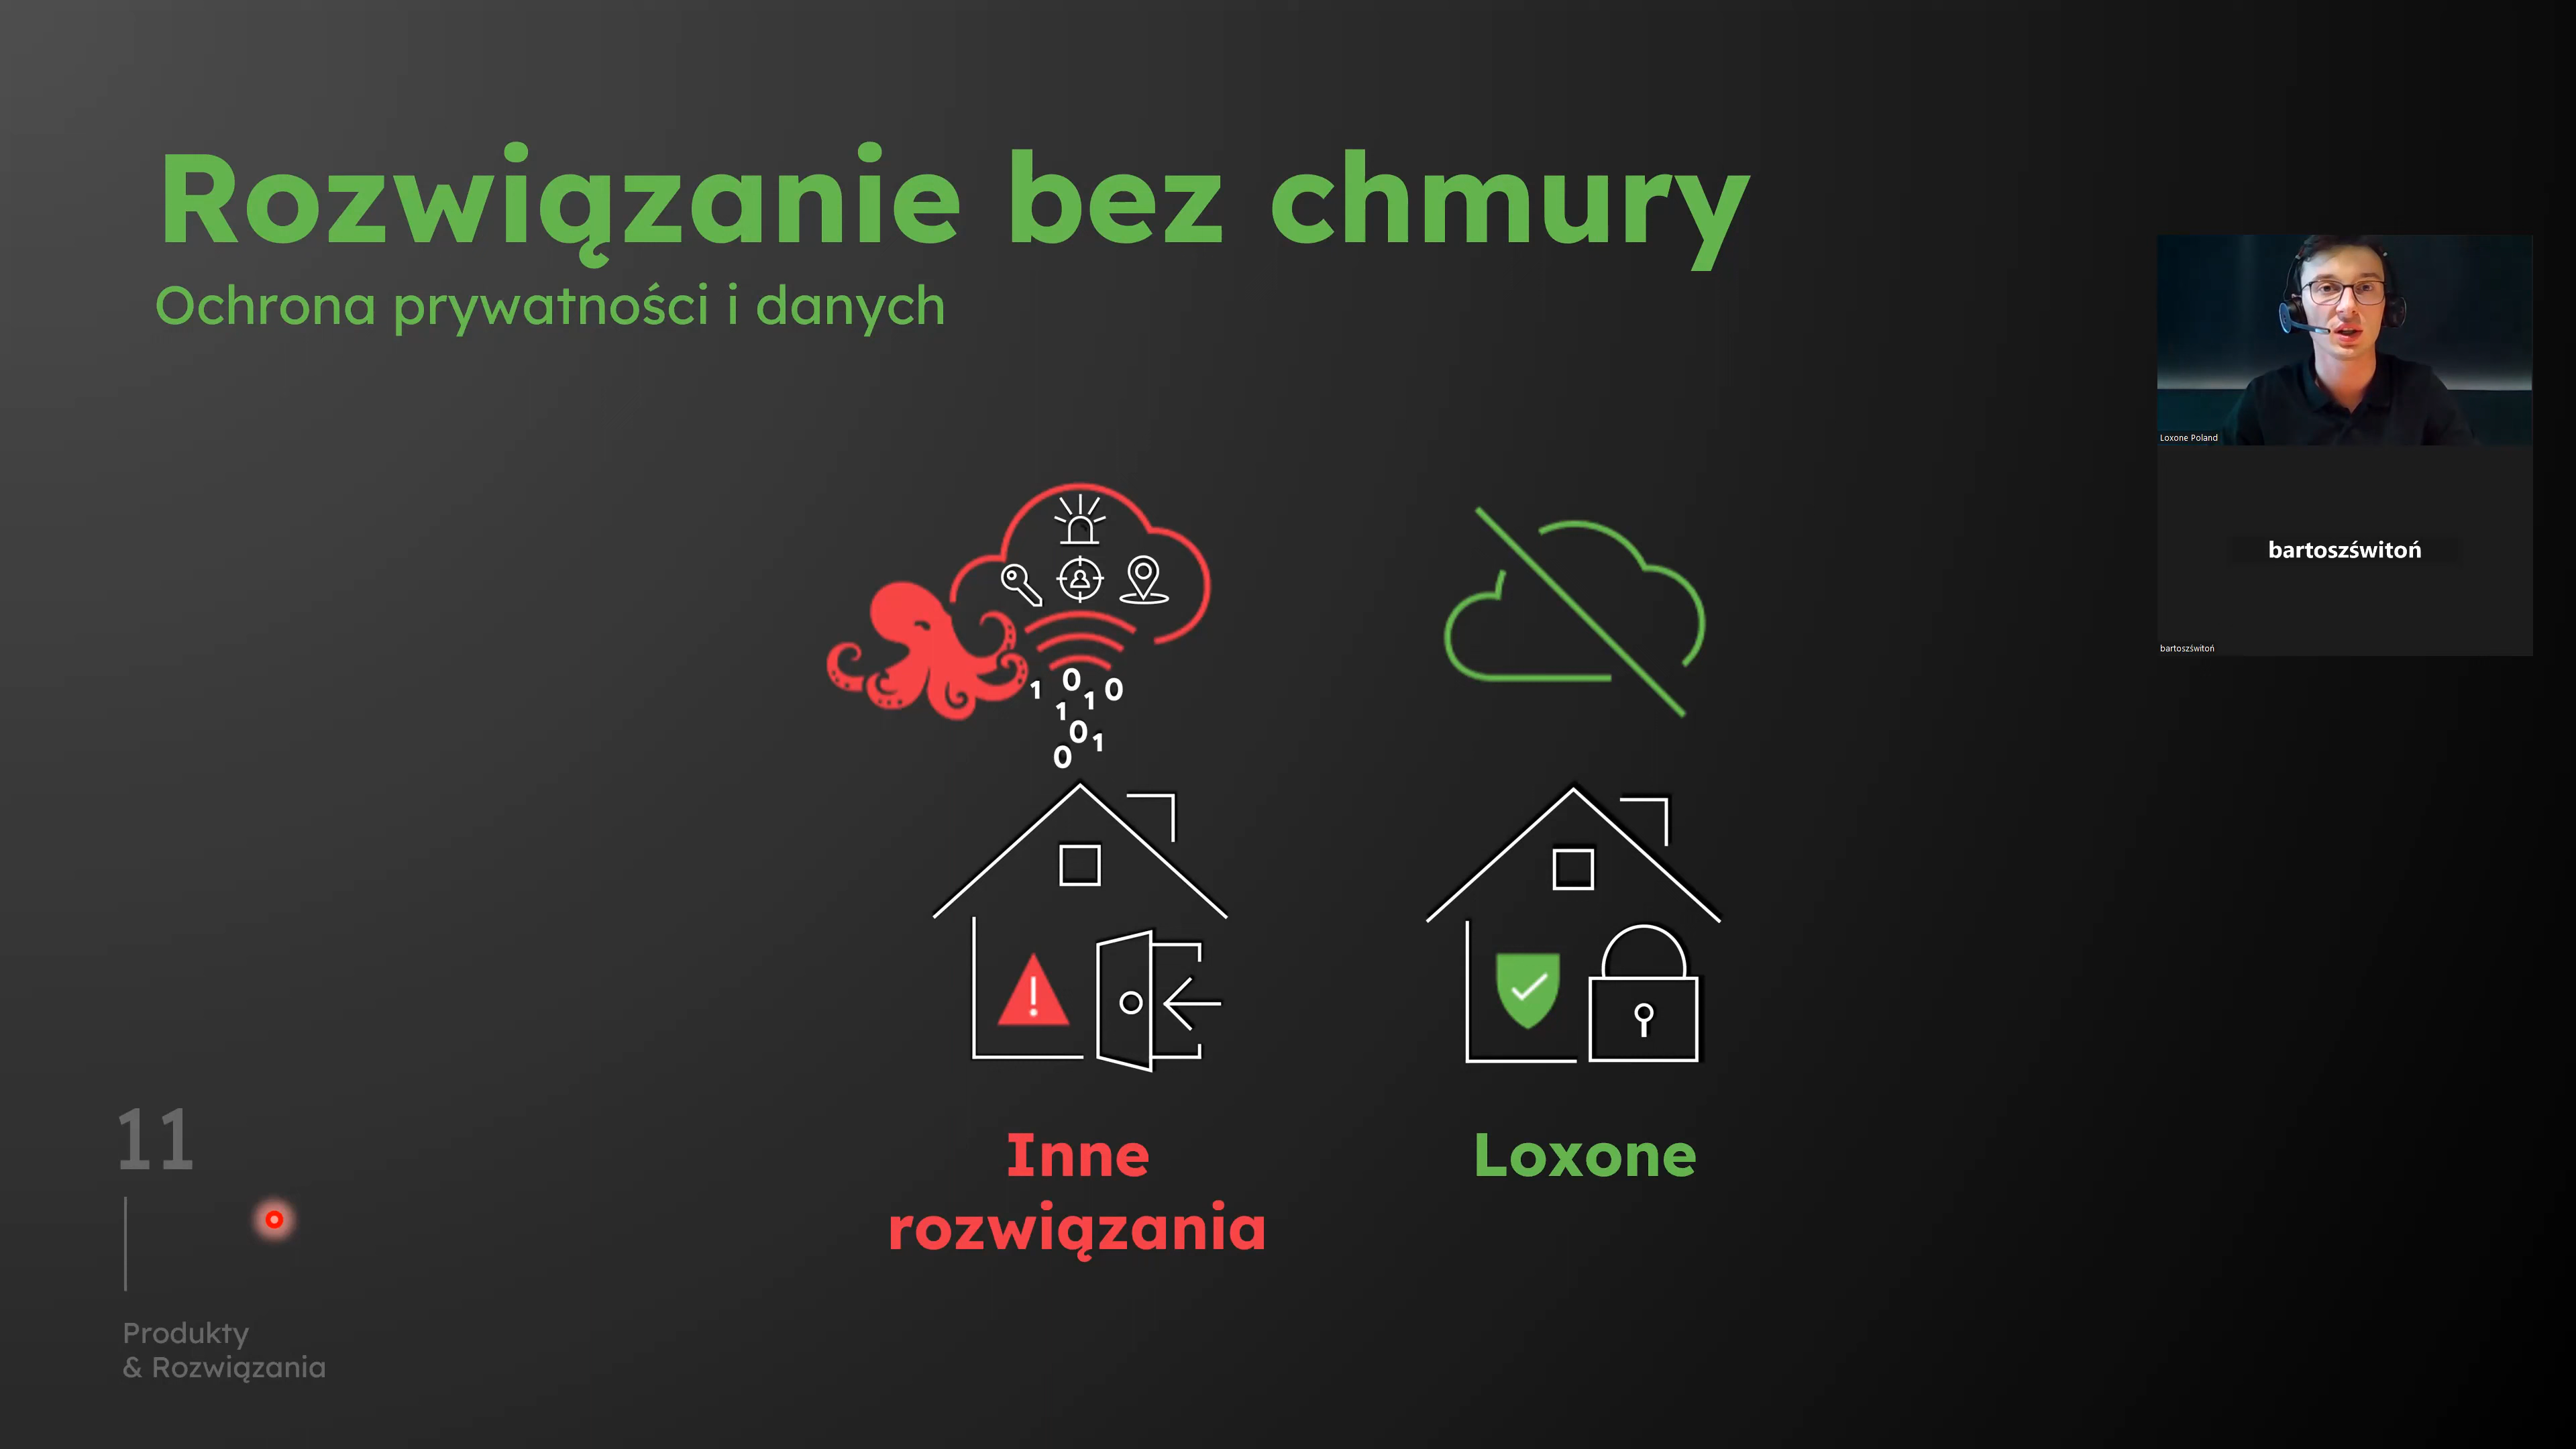 Rozwiązanie bez chmury
Ochrona prywatności i danych
Loxone Poland
bartoszświtoń
bartoszświtoń
1 0 1 0
1
0 1
0
Inne
rozwiązania
Loxone
11
Produkty
& Rozwiązania